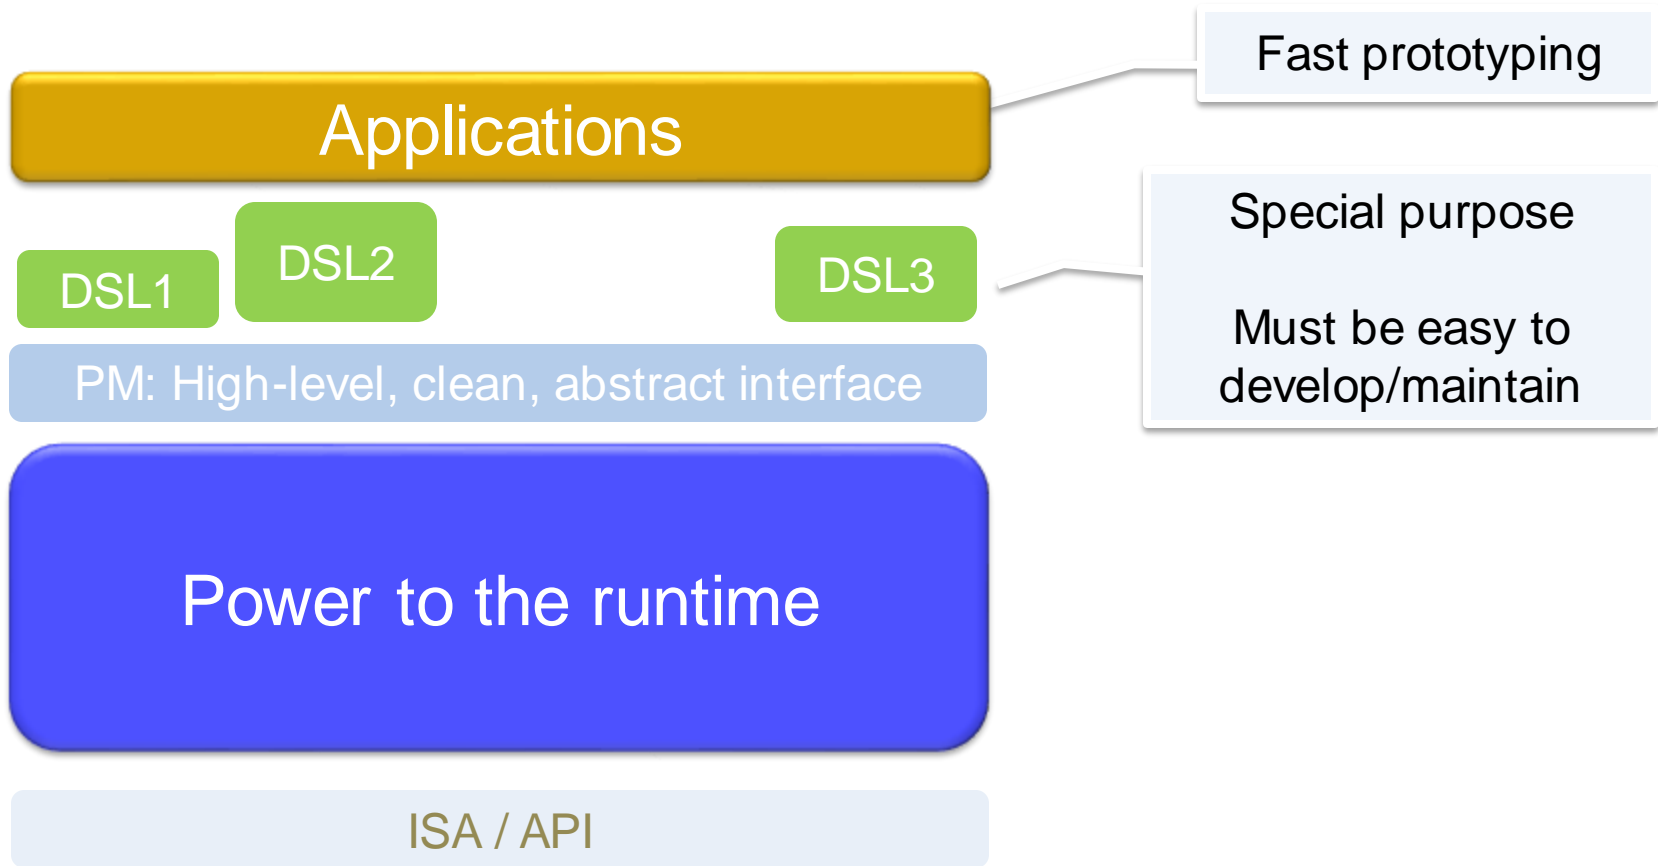 Fast prototyping
Applications
Special purpose
DSL1
DSL2
DSL3
Must be easy to
develop/maintain
PM: High-level, clean, abstract interface
Power to the runtime
ISA / API